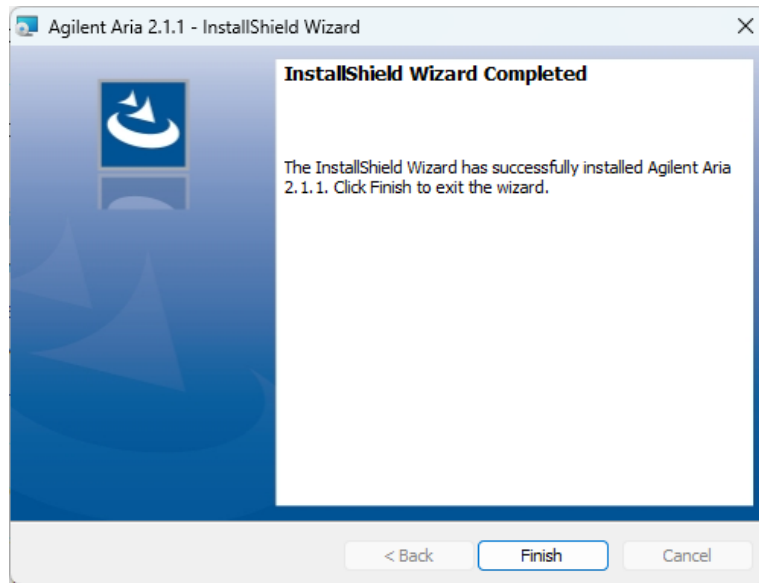 Agilent Aria 2.1.1 - InstallShield Wizard
InstallShield Wizard Completed
The InstallShield Wizard has successfully installed Agilent Aria
2.1.1. Click Finish to exit the wizard.
< Back
Finish
Cancel